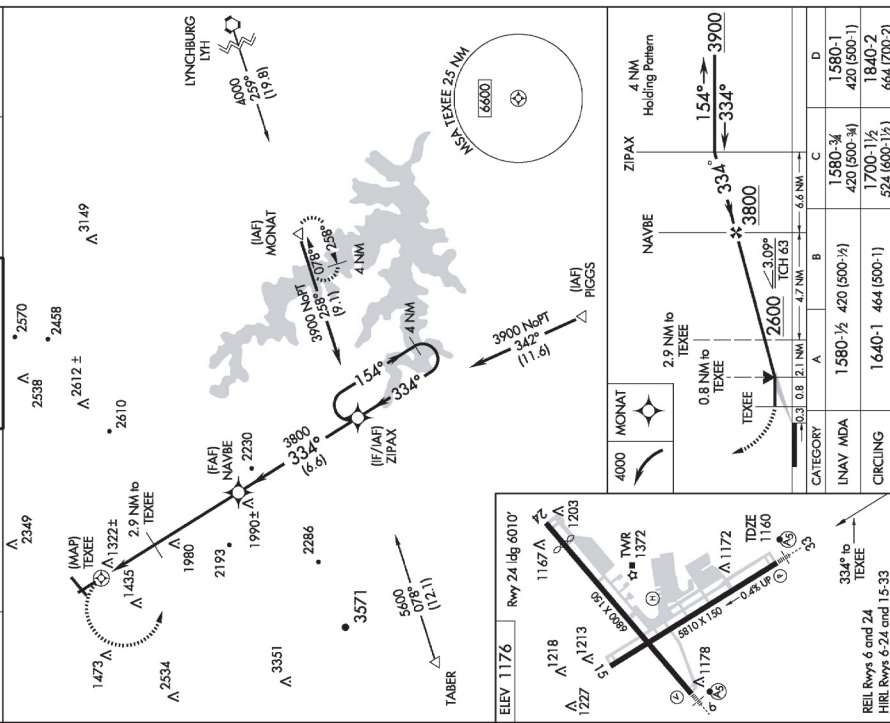 LYNCHBURG
LYH
4000
259°
(19.8)
MSA TEXEE 25 NM
6600
3149
2570
2458
2538
2612 ±
2610
2349
(IAF)
MONAT
3900 NoPT
258°
(9.1)
078°
258°
4 NM
(MAP)
TEXEE
1322±
2.9 NM to
TEXEE
1435
1473
1980
2534
(FAF)
NAVBE
2230
1990±
2193
3800
334°
(6.6)
(IF/IAF)
ZIPAX
154°
334°
4 NM
2286
3351
3571
3900 NoPT
342°
(11.6)
(IAF)
PIGGS
5600
078°
(12.1)
TABER
ELEV 1176
Rwy 24 ldg 6010'
1218
1213
1227
1167
1203
24
TWR
1372
15
6800 X 150
H
5810 X 150
0.4% UP
1172
TDZE
1160
1178
V
P
A5
A5
6
33
334° to
TEXEE
REIL Rwys 6 and 24
HIRL Rwys 6-24 and 15-33
4000
MONAT
4 NM
Holding Pattern
ZIPAX
NAVBE
154°
334°
3900
334°
3800
2.9 NM to
TEXEE
0.8 NM to
TEXEE
TEXEE
2600
3.09°
TCH 63
0.3
0.8
2.1 NM
4.7 NM
6.6 NM
CATEGORY A B C D
LNAV MDA 1580-½ 420 (500-½) 1580-¾ 420 (500-¾) 1580-1 420 (500-1)
CIRCLING 1640-1 464 (500-1) 1700-1½ 524 (600-1½) 1840-2 664 (700-2)